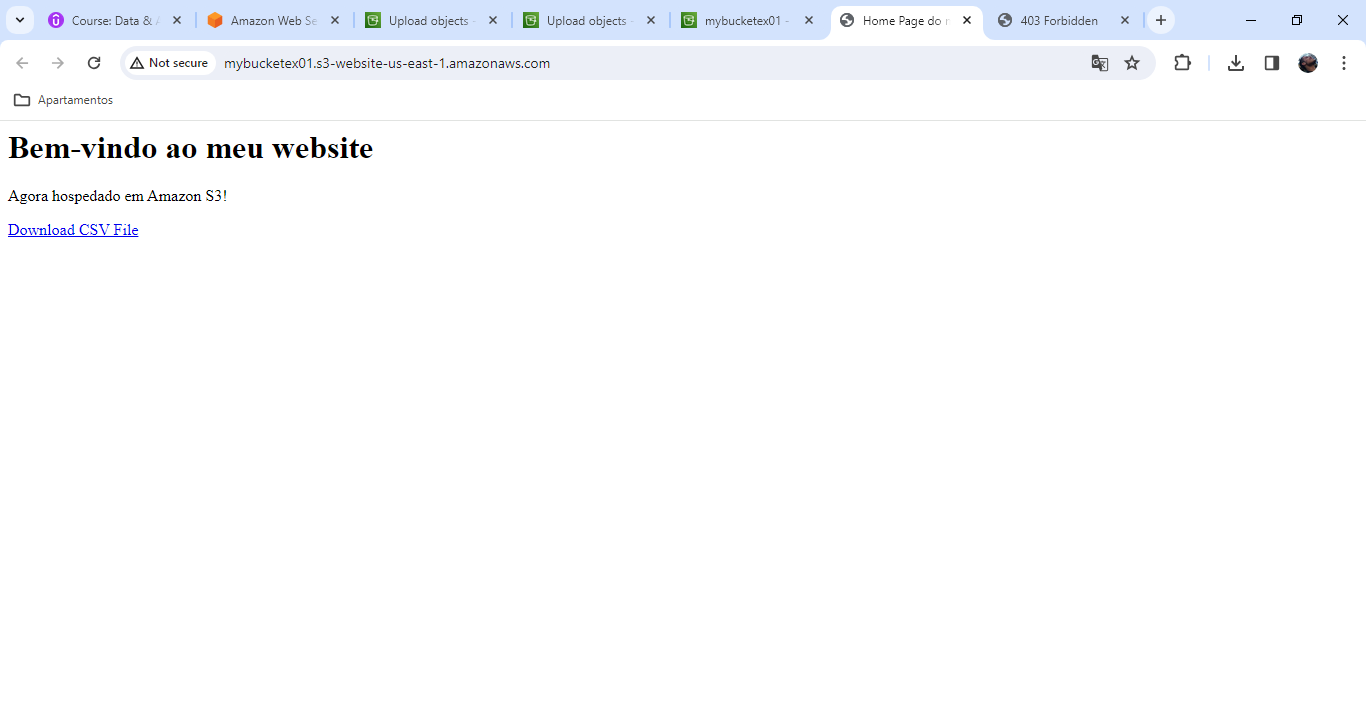 Course: Data & A
Amazon Web Se
Upload objects -
Upload objects -
mybucketex01 -
Home Page do m
403 Forbidden
Not secure
mybucketex01.s3-website-us-east-1.amazonaws.com
Apartamentos
Bem-vindo ao meu website
Agora hospedado em Amazon S3!
Download CSV File